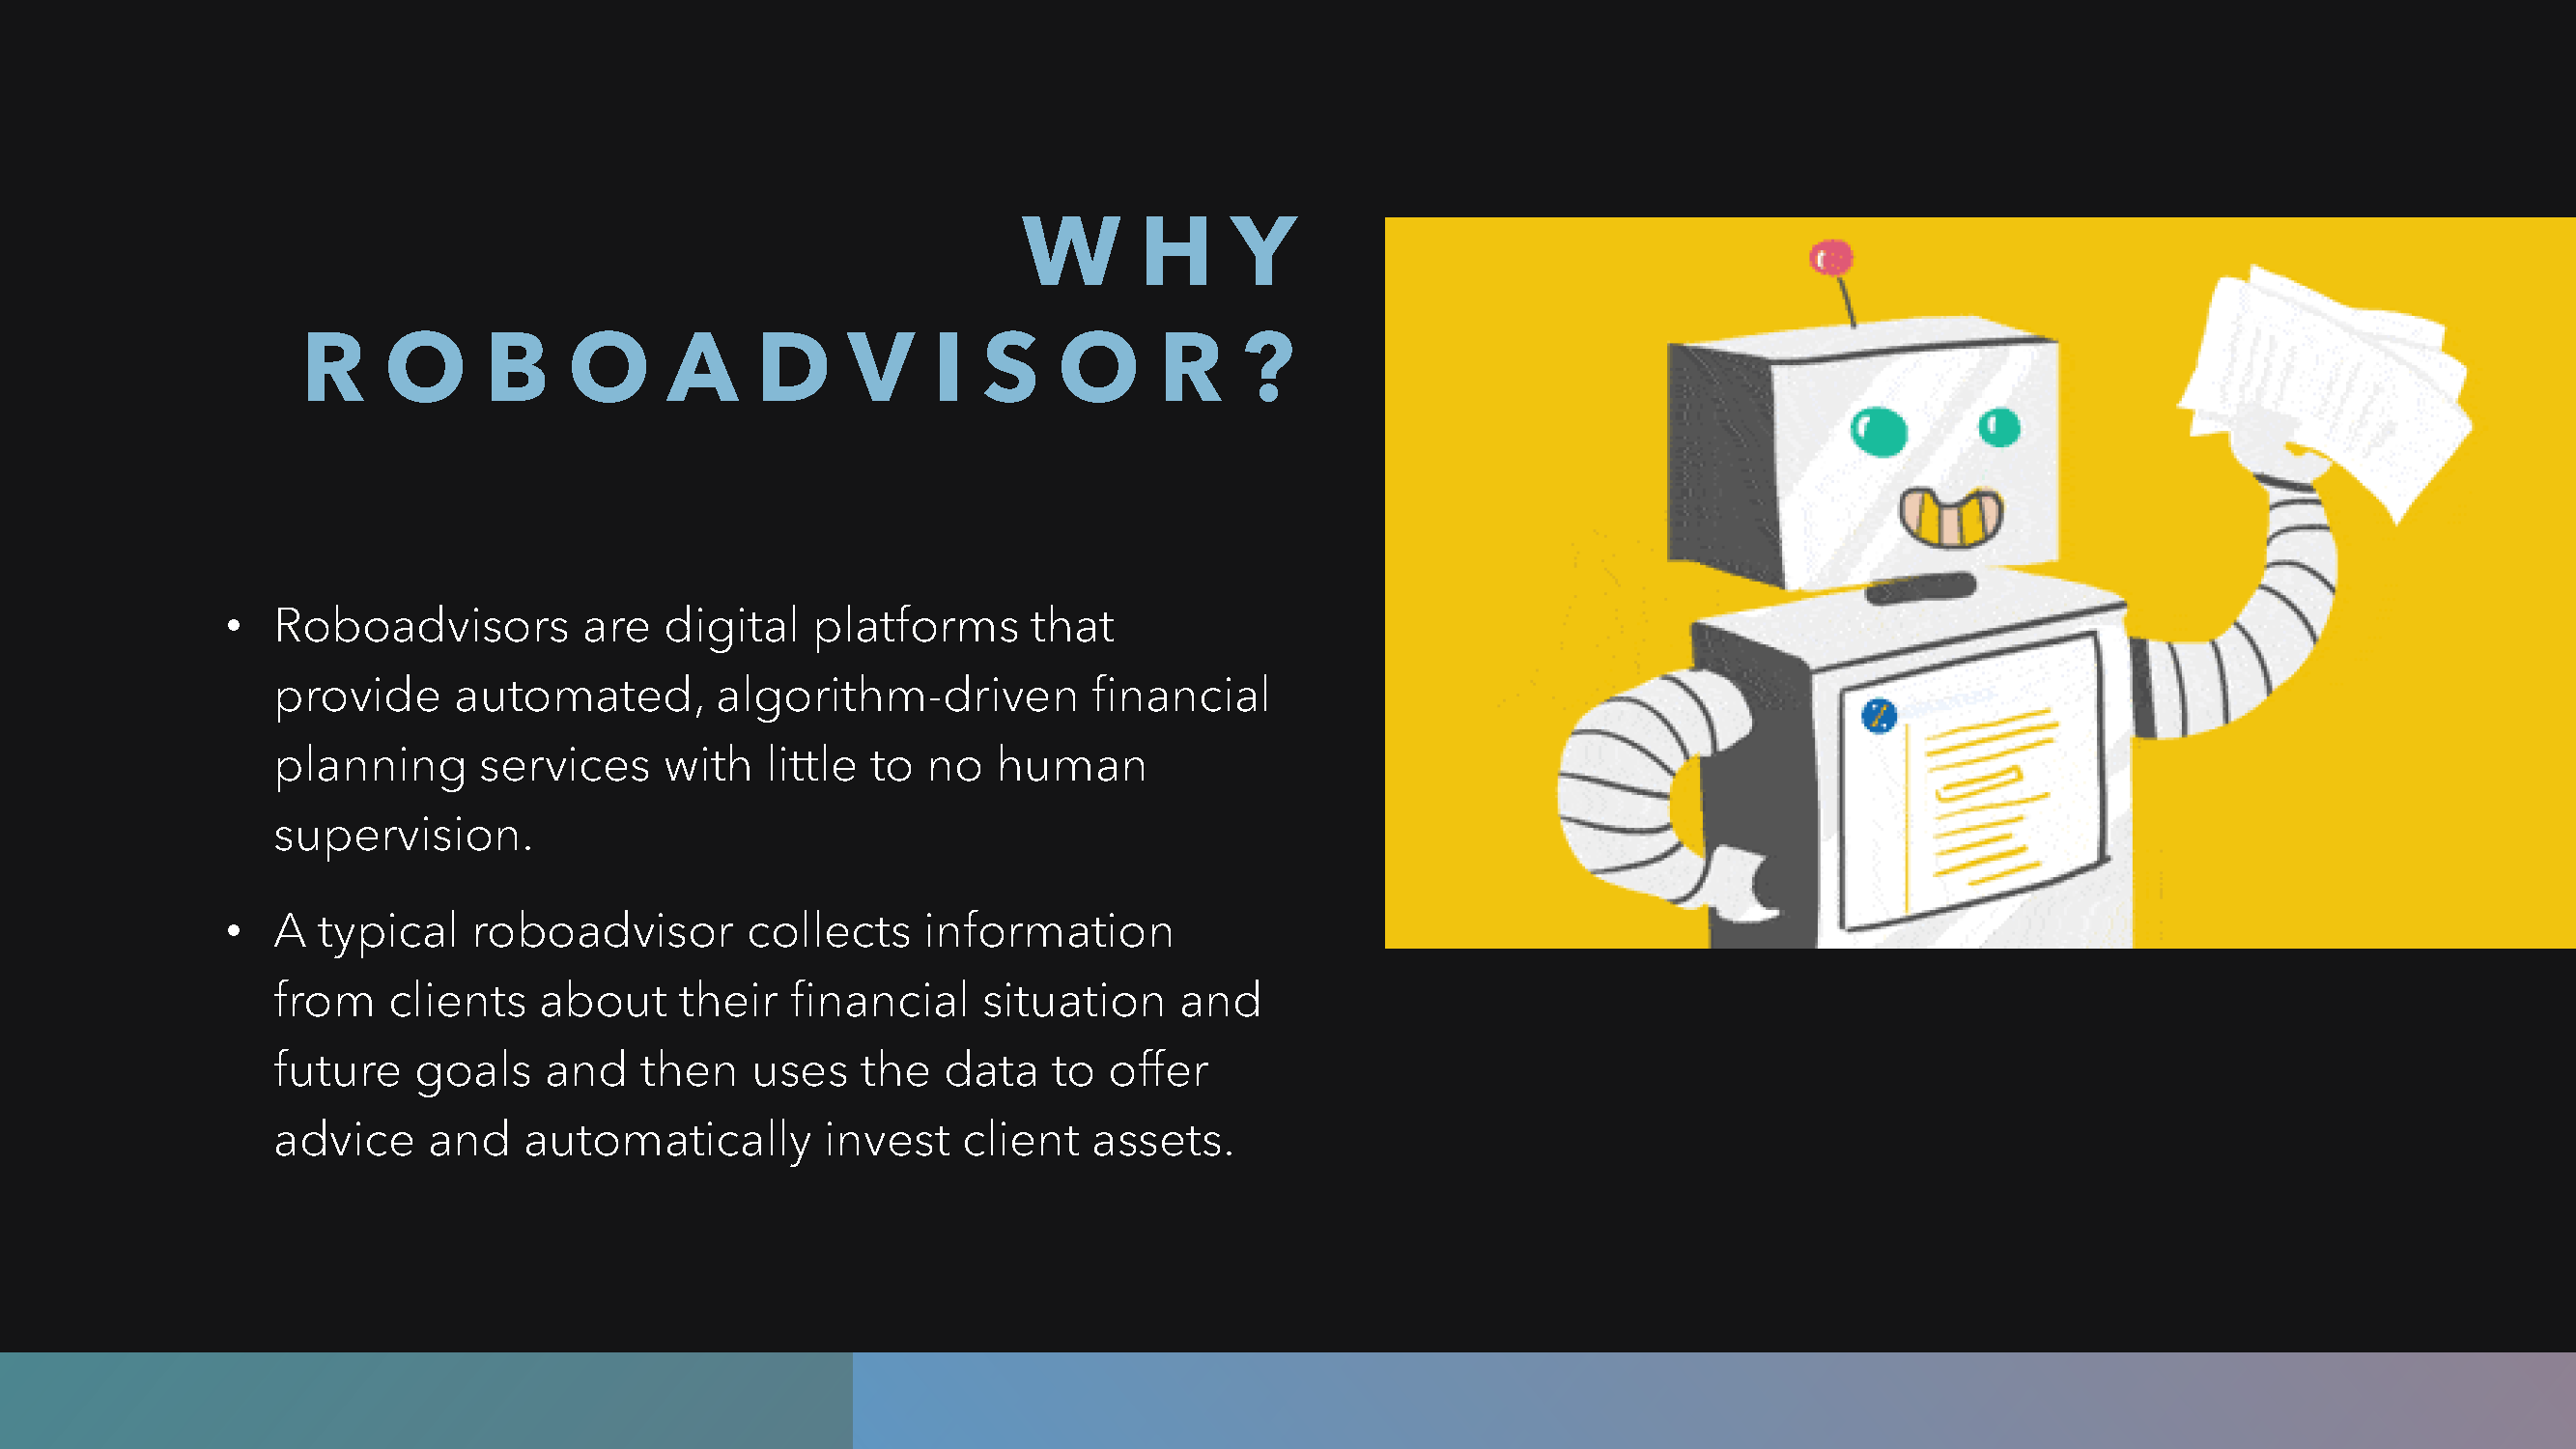 WHY
ROBOADVISOR?
• Roboadvisors are digital platforms that
provide automated, algorithm-driven financial
planning services with little to no human
supervision.
• A typical roboadvisor collects information
from clients about their financial situation and
future goals and then uses the data to offer
advice and automatically invest client assets.